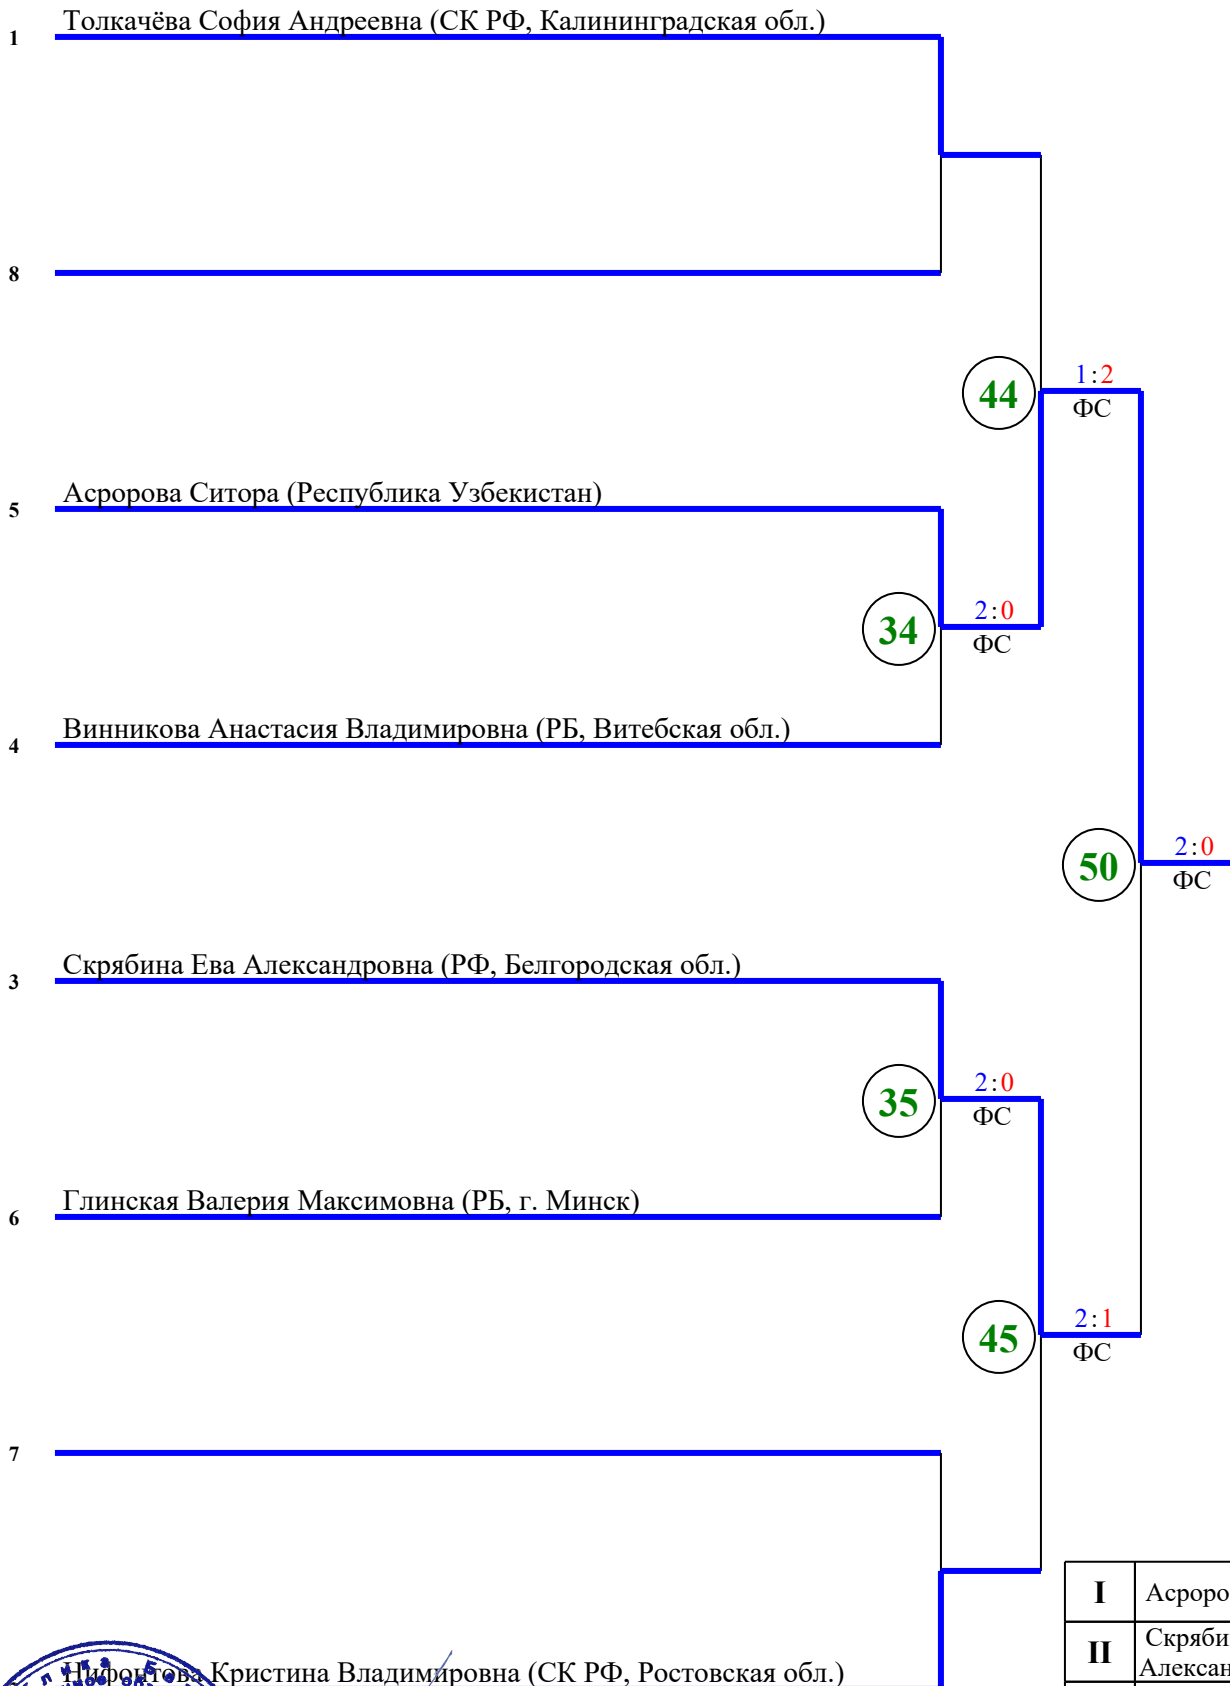 1 Толкачёва София Андреевна (СК РФ, Калининградская обл.)
8
44 1:2
ФС
5 Асророва Ситора (Республика Узбекистан)
34 2:0
ФС
4 Винникова Анастасия Владимировна (РБ, Витебская обл.)
50 2:0
ФС
3 Скрябина Ева Александровна (РФ, Белгородская обл.)
35 2:0
ФС
6 Глинская Валерия Максимовна (РБ, г. Минск)
45 2:1
ФС
7
I Асроро
II Скряби
Алексан
Нифонтова Кристина Владимировна (СК РФ, Ростовская обл.)